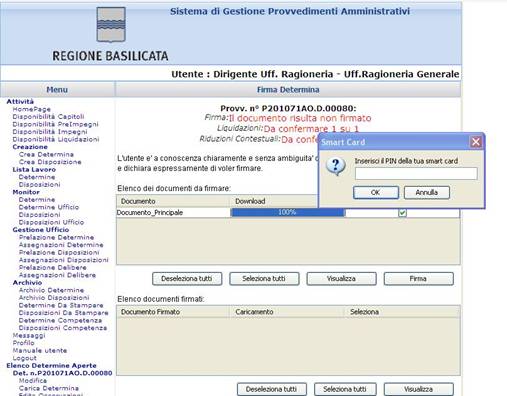 Sistema di Gestione Provvedimenti Amministrativi
REGIONE BASILICATA
Utente : Dirigente Uff. Ragioneria - Uff.Ragioneria Generale
Menu
Attività
HomePage
Disponibilità Capitoli
Disponibilità PreImpegni
Disponibilità Impegni
Disponibilità Liquidazioni
Creazione
Crea Determina
Crea Disposizione
Lista Lavoro
Determine
Disposizioni
Monitor
Determine
Determine Ufficio
Disposizioni
Disposizioni Ufficio
Gestione Ufficio
Prelazione Determine
Assegnazioni Determine
Prelazione Disposizioni
Assegnazioni Disposizioni
Prelazione Delibere
Assegnazioni Delibere
Archivio
Archivio Determine
Archivio Disposizioni
Determine Da Stampare
Disposizioni Da Stampare
Determine Competenza
Disposizioni Competenza
Messaggi
Profilo
Manuale utente
Logout
Elenco Determine Aperte
Det. n.P201071AO.D.00080
Modifica
Carica Determina
Firma Determina
Provv. n° P201071AO.D.00080:
Firma:Il documento risulta non firmato
Liquidazioni:Da confermare 1 su 1
Riduzioni Contestuali:Da
L'utente e' a conoscenza chiaramente e senza ambiguita'
e dichiara espressamente di voler firmare.
Smart Card
Inserisci il PIN della tua smart card
OK
Annulla
Elenco dei documenti da firmare:
Documento
Download
Documento_Principale
100%
Deseleziona tutti
Seleziona tutti
Visualizza
Firma
Elenco documenti firmati:
Documento Firmato
Caricamento
Seleziona
Deseleziona tutti
Seleziona tutti
Visualizza